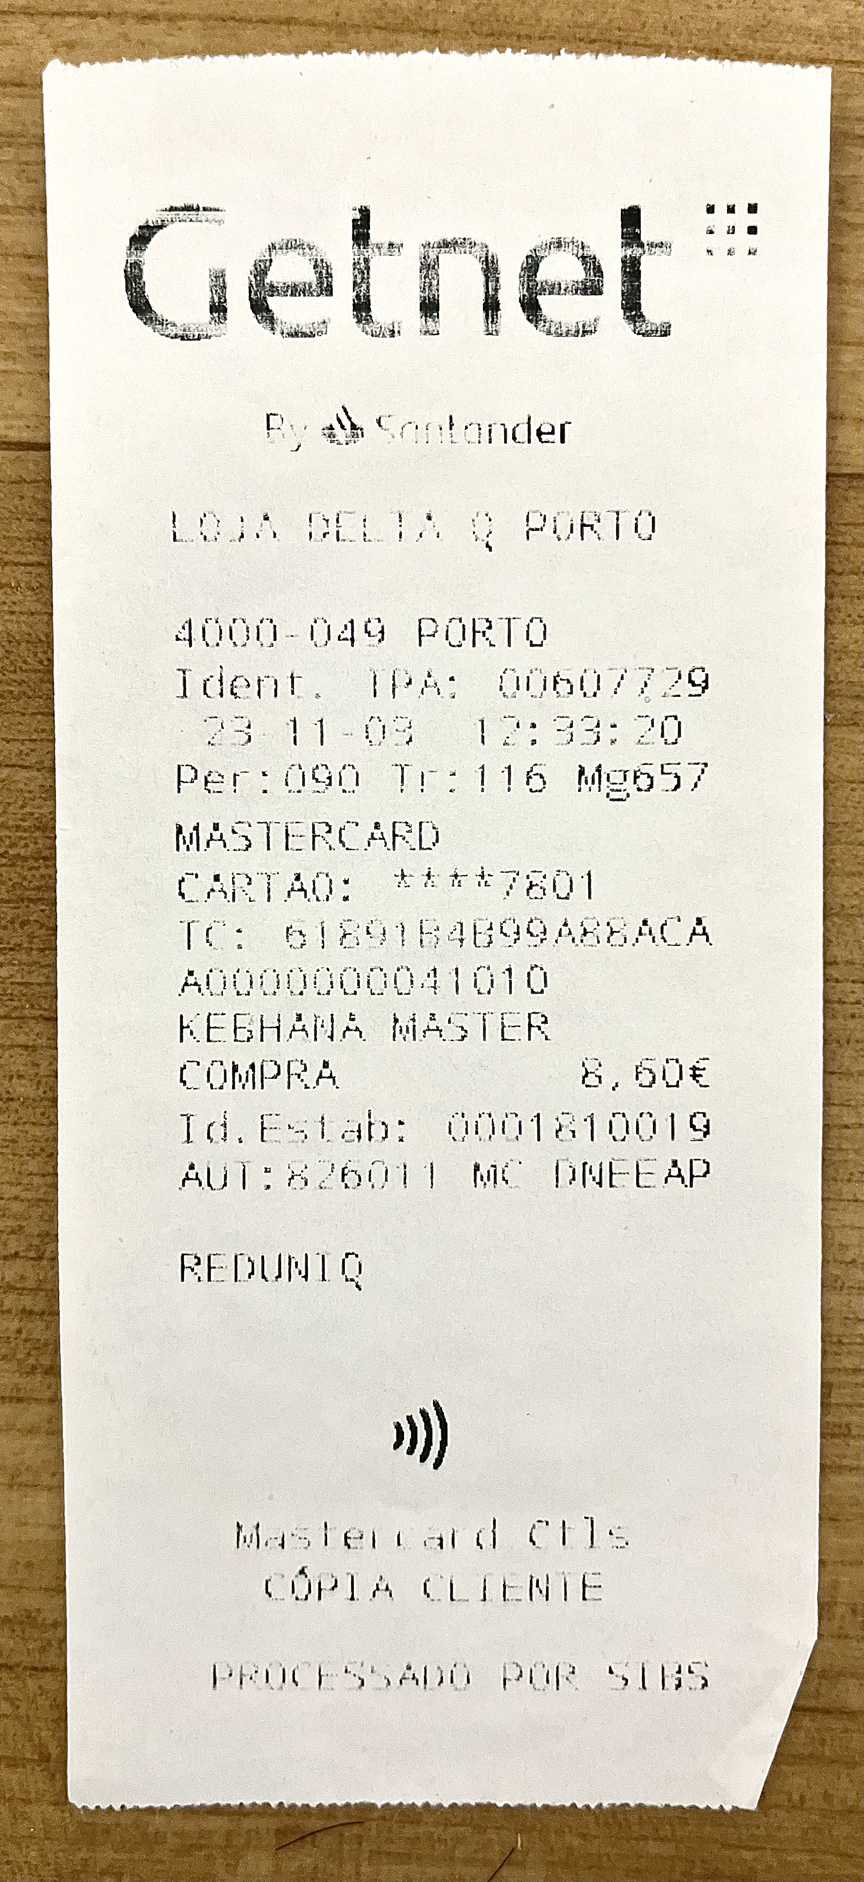 Getnet
By Santander
LOJA DELTA Q PORTO
4000-049 PORTO
Ident. TPA: 00607729
23-11-03 12:33:20
Per:090 Tr:116 Mg657
MASTERCARD
CARTAO: ****7801
TC: 61891B4B99A88ACA
A0000000041010
KEBHANA MASTER
COMPRA 8,60€
Id.Estab: 0001810019
AUT:826011 MC DNEEAP
REDUNIQ
Mastercard Ctls
CÓPIA CLIENTE
PROCESSADO POR SIBS